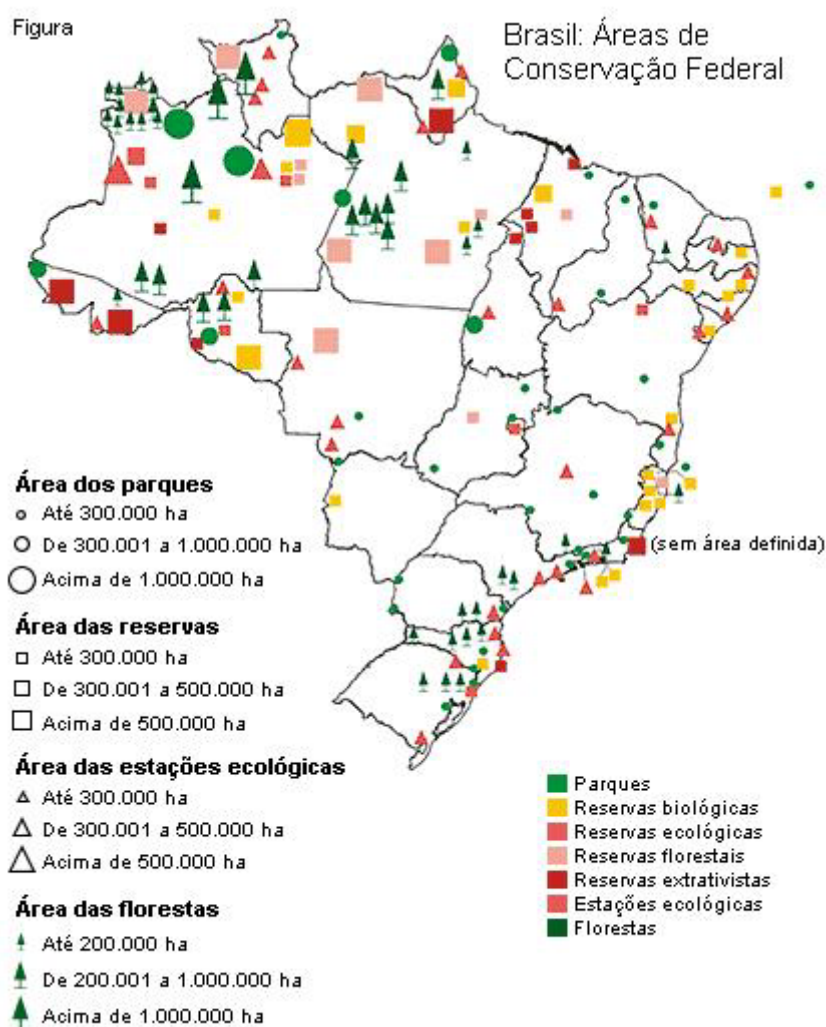 Figura
Brasil: Áreas de
Conservação Federal
(sem área definida)
Área dos parques
Até 300.000 ha
De 300.001 a 1.000.000 ha
Acima de 1.000.000 ha
Área das reservas
Até 300.000 ha
De 300.001 a 500.000 ha
Acima de 500.000 ha
Área das estações ecológicas
Até 300.000 ha
De 300.001 a 500.000 ha
Acima de 500.000 ha
Área das florestas
Até 200.000 ha
De 200.001 a 1.000.000 ha
Acima de 1.000.000 ha
Parques
Reservas biológicas
Reservas ecológicas
Reservas florestais
Reservas extrativistas
Estações ecológicas
Florestas